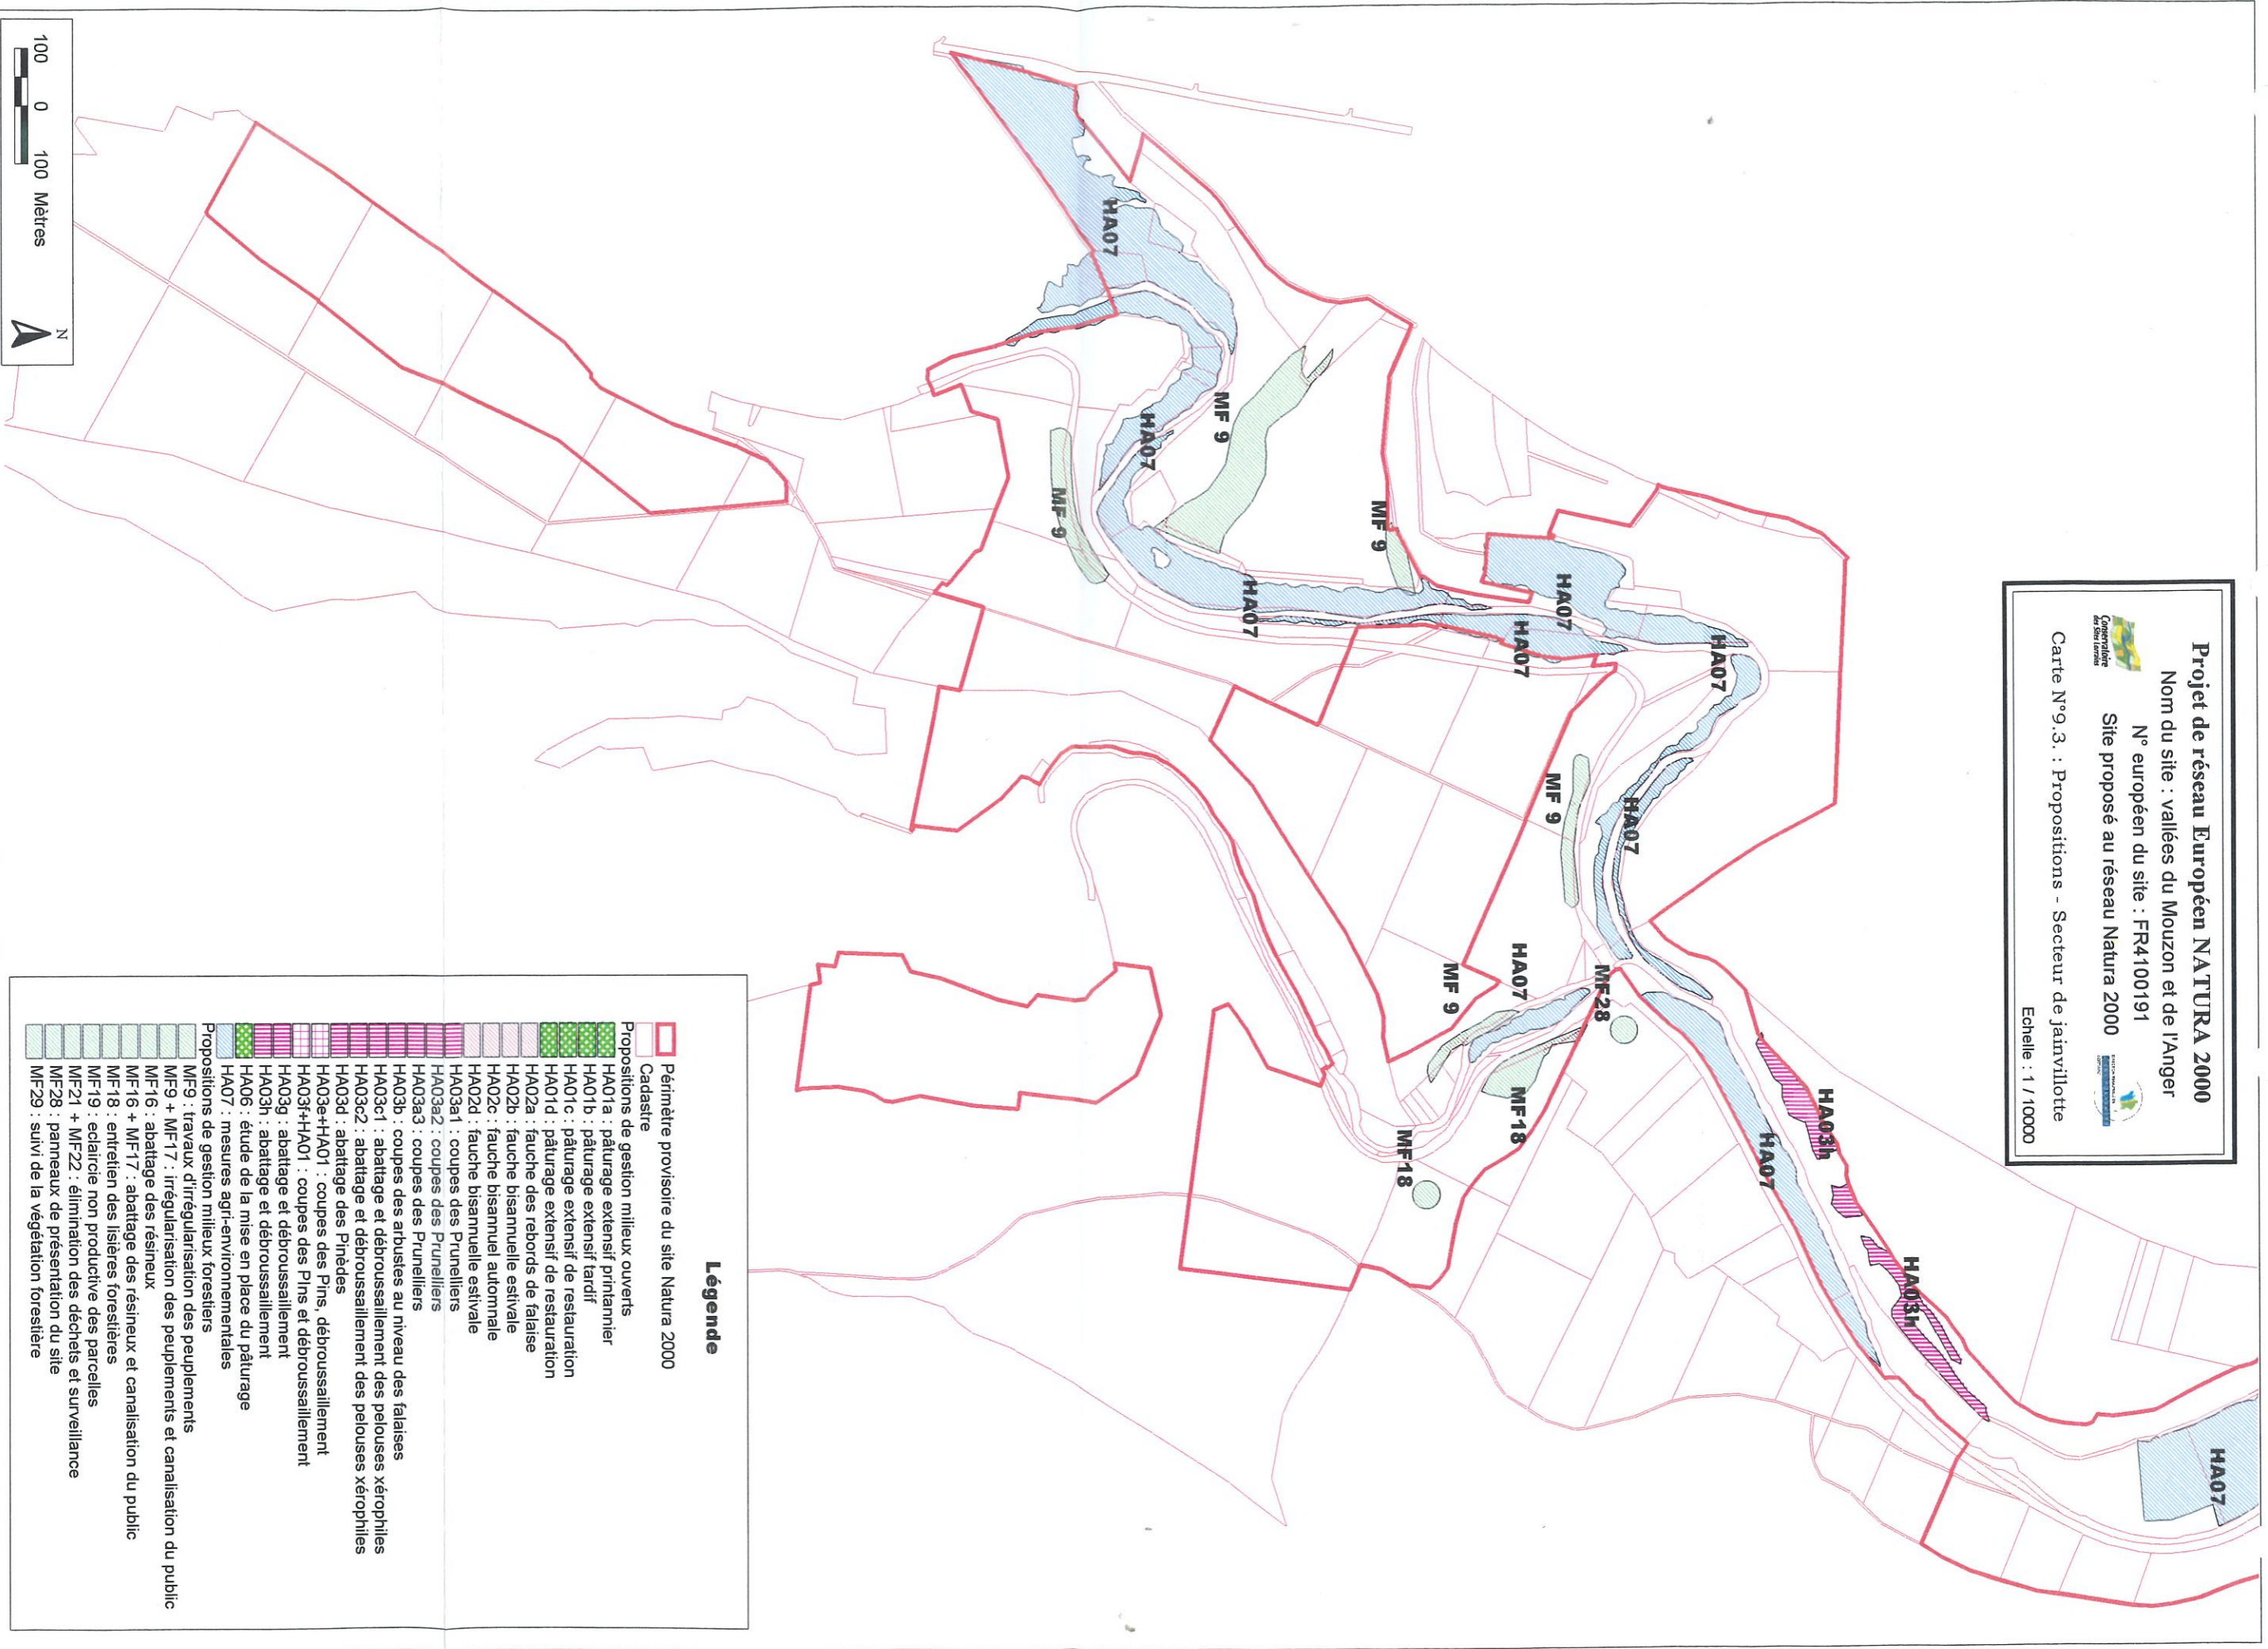 Projet de réseau Européen NATURA 2000
Nom du site : vallées du Mouzon et de l'Anger
N° européen du site : FR4100191
Site proposé au réseau Natura 2000
Conservatoire
des Sites Lorrains
Carte N°9.3. : Propositions - Secteur de jainvillotte
Echelle : 1 / 10000
HA07
HA03h
HA03h
HA07
HA07
HA07
HA07
HA07
HA07
MF 9
MF28
HA07
MF 9
MF18
MF18
MF 9
HA07
MF 9
HA07
HA07
MF 9
Légende
Périmètre provisoire du site Natura 2000
Cadastre
Propositions de gestion milieux ouverts
HA01a : pâturage extensif printannier
HA01b : pâturage extensif tardif
HA01c : pâturage extensif de restauration
HA01d : pâturage extensif de restauration
HA02a : fauche des rebords de falaise
HA02b : fauche bisannuelle estivale
HA02c : fauche bisannuel automnale
HA02d : fauche bisannuelle estivale
HA03a1 : coupes des Prunelliers
HA03a2 : coupes des Prunelliers
HA03a3 : coupes des Prunelliers
HA03b : coupes des arbustes au niveau des falaises
HA03c1 : abattage et débroussaillement des pelouses xérophiles
HA03c2 : abattage et débroussaillement des pelouses xérophiles
HA03d : abattage des Pinèdes
HA03e+HA01 : coupes des Pins, débroussaillement
HA03f+HA01 : coupes des PIns et débroussaillement
HA03g : abattage et débroussaillement
HA03h : abattage et débroussaillement
HA06 : étude de la mise en place du pâturage
HA07 : mesures agri-environnementales
Propositions de gestion milieux forestiers
MF9 : travaux d'irrégularisation des peuplements
MF9 + MF17 : irrégularisation des peuplements et canalisation du public
MF16 : abattage des résineux
MF16 + MF17 : abattage des résineux et canalisation du public
MF18 : entretien des lisières forestières
MF19 : eclaircie non productive des parcelles
MF21 + MF22 : élimination des déchets et surveillance
MF28 : panneaux de présentation du site
MF29 : suivi de la végétation forestière
100 0 100 Mètres
N